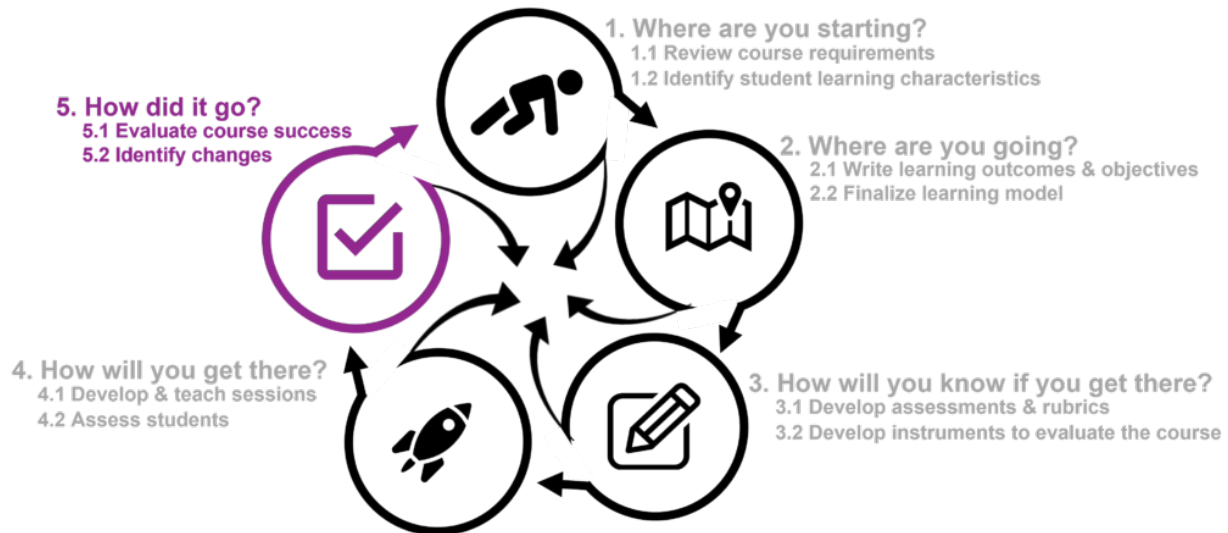 1. Where are you starting?
1.1 Review course requirements
1.2 Identify student learning characteristics
2. Where are you going?
2.1 Write learning outcomes & objectives
2.2 Finalize learning model
3. How will you know if you get there?
3.1 Develop assessments & rubrics
3.2 Develop instruments to evaluate the course
4. How will you get there?
4.1 Develop & teach sessions
4.2 Assess students
5. How did it go?
5.1 Evaluate course success
5.2 Identify changes